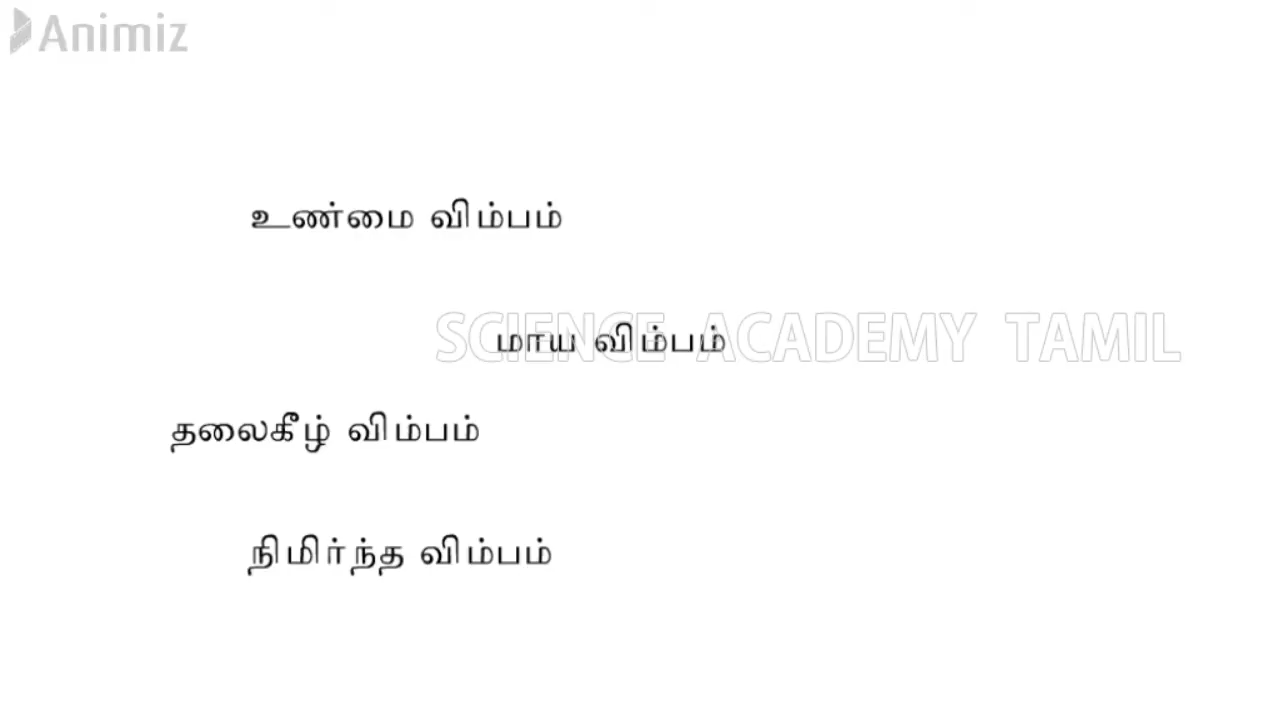 Animiz
உண்மை விம்பம்
SCIENCE ACADEMY TAMIL
மாய விம்பம்
தலைகீழ் விம்பம்
நிமிர்ந்த விம்பம்